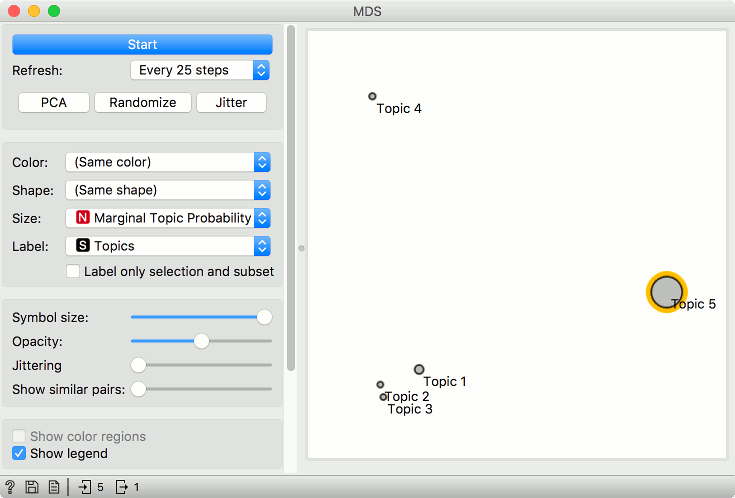 MDS
Start
Refresh: Every 25 steps
PCA Randomize Jitter
Color: (Same color)
Shape: (Same shape)
Size: N Marginal Topic Probability
Label: S Topics
Label only selection and subset
Symbol size:
Opacity:
Jittering
Show similar pairs:
Show color regions
Show legend
? 5 1
Topic 4
Topic 5
Topic 1
Topic 2
Topic 3